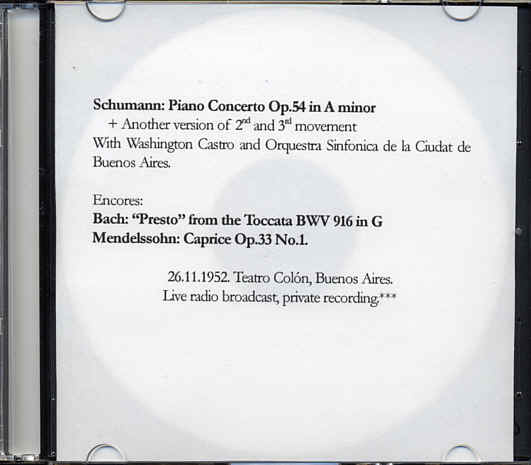 Schumann: Piano Concerto Op.54 in A minor
+ Another version of 2nd and 3rd movement
With Washington Castro and Orquestra Sinfonica de la Ciudat de
Buenos Aires.
Encores:
Bach: “Presto” from the Toccata BWV 916 in G
Mendelssohn: Caprice Op.33 No.1.
26.11.1952. Teatro Colón, Buenos Aires.
Live radio broadcast, private recording.***